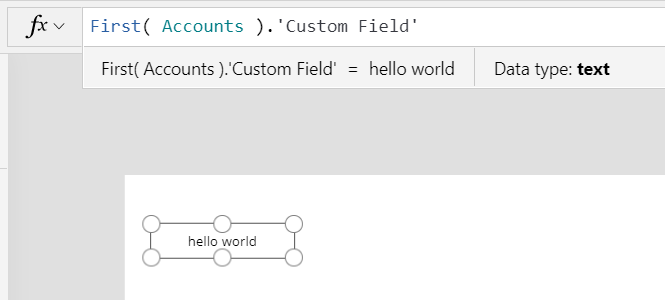 fx First( Accounts ).'Custom Field'
First( Accounts ).'Custom Field' = hello world Data type: text
hello world